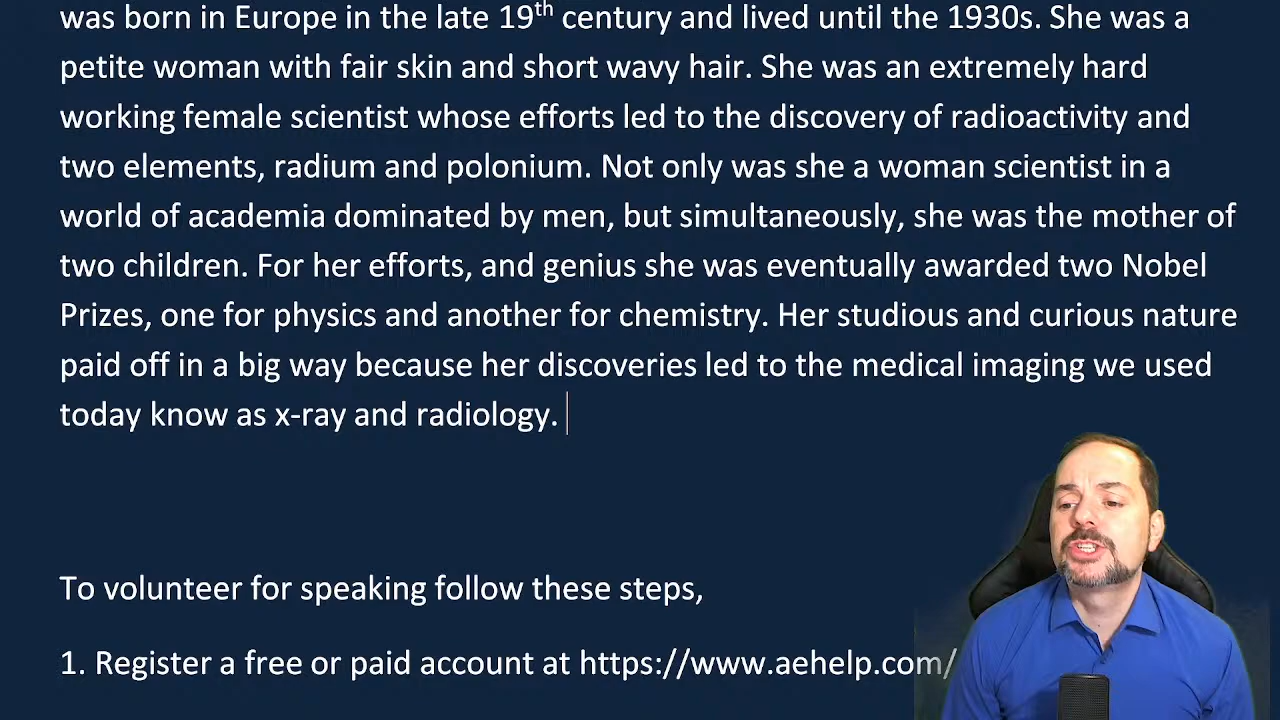 was born in Europe in the late 19th century and lived until the 1930s. She was a
petite woman with fair skin and short wavy hair. She was an extremely hard
working female scientist whose efforts led to the discovery of radioactivity and
two elements, radium and polonium. Not only was she a woman scientist in a
world of academia dominated by men, but simultaneously, she was the mother of
two children. For her efforts, and genius she was eventually awarded two Nobel
Prizes, one for physics and another for chemistry. Her studious and curious nature
paid off in a big way because her discoveries led to the medical imaging we used
today know as x-ray and radiology.
To volunteer for speaking follow these steps,
1. Register a free or paid account at https://www.aehelp.com/